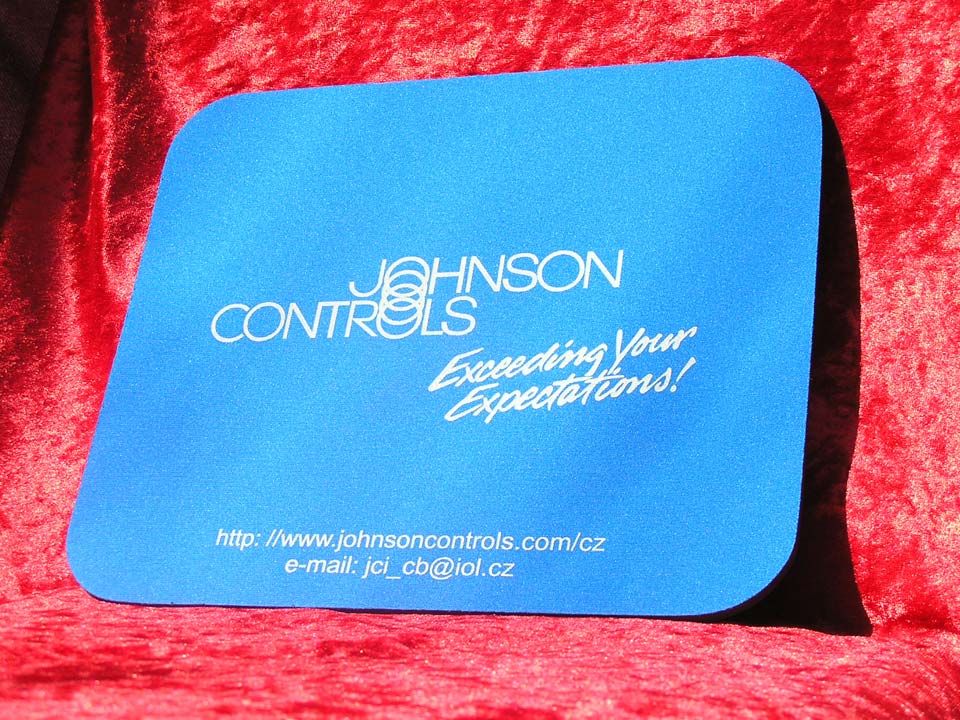 JOHNSON
CONTROLS
Exceeding Your
Expectations!
http: //www.johnsoncontrols.com/cz
e-mail: jci_cb@iol.cz